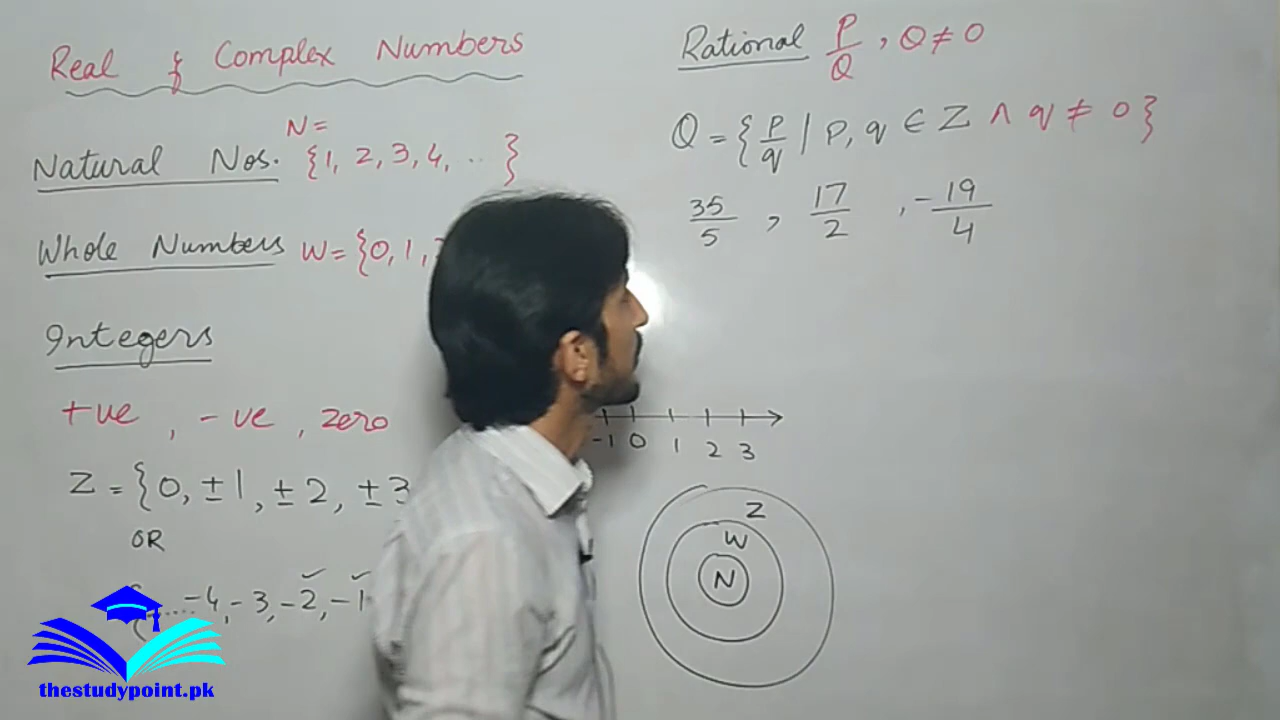 Real & Complex Numbers
N =
Natural Nos. {1, 2, 3, 4, .. }
Whole Numbers W = {0, 1,
Integers
+ve , -ve , zero
Z = {0, ±1, ±2, ±3
OR
{ ..... -4, -3, -2, -1
Rational P/Q , Q ≠ 0
Q = { p/q | p, q ∈ Z ∧ q ≠ 0 }
35/5 , 17/2 , -19/4
-1 0 1 2 3
Z
W
N
thestudypoint.pk